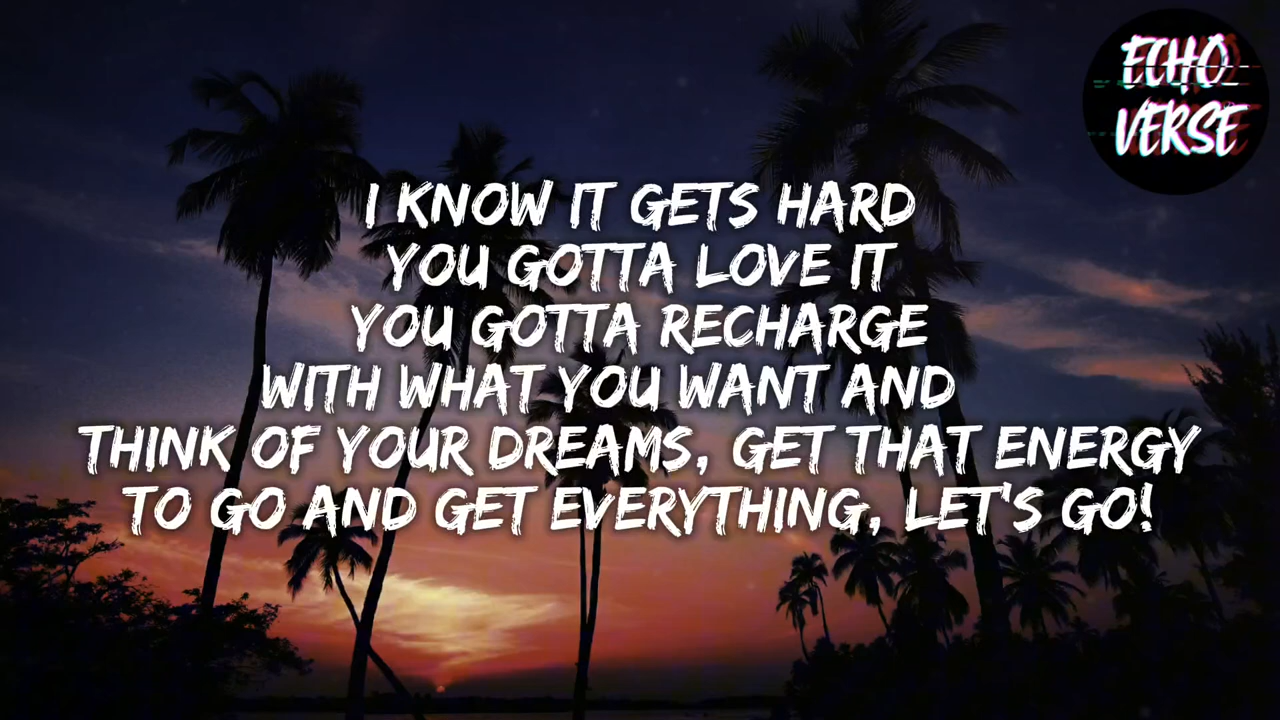 ECHO
VERSE
I KNOW IT GETS HARD
YOU GOTTA LOVE IT
YOU GOTTA RECHARGE
WITH WHAT YOU WANT AND
THINK OF YOUR DREAMS, GET THAT ENERGY
TO GO AND GET EVERYTHING, LET'S GO!